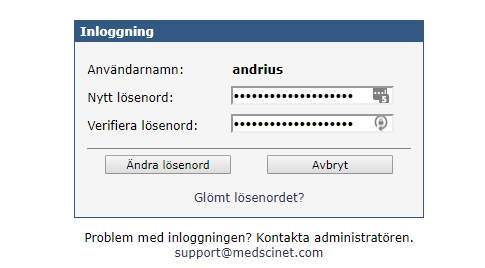 Inloggning
Användarnamn: andrius
Nytt lösenord: ••••••••••••••••••••
Verifiera lösenord: ••••••••••••••••••••
Ändra lösenord Avbryt
Glömt lösenordet?
Problem med inloggningen? Kontakta administratören.
support@medscinet.com